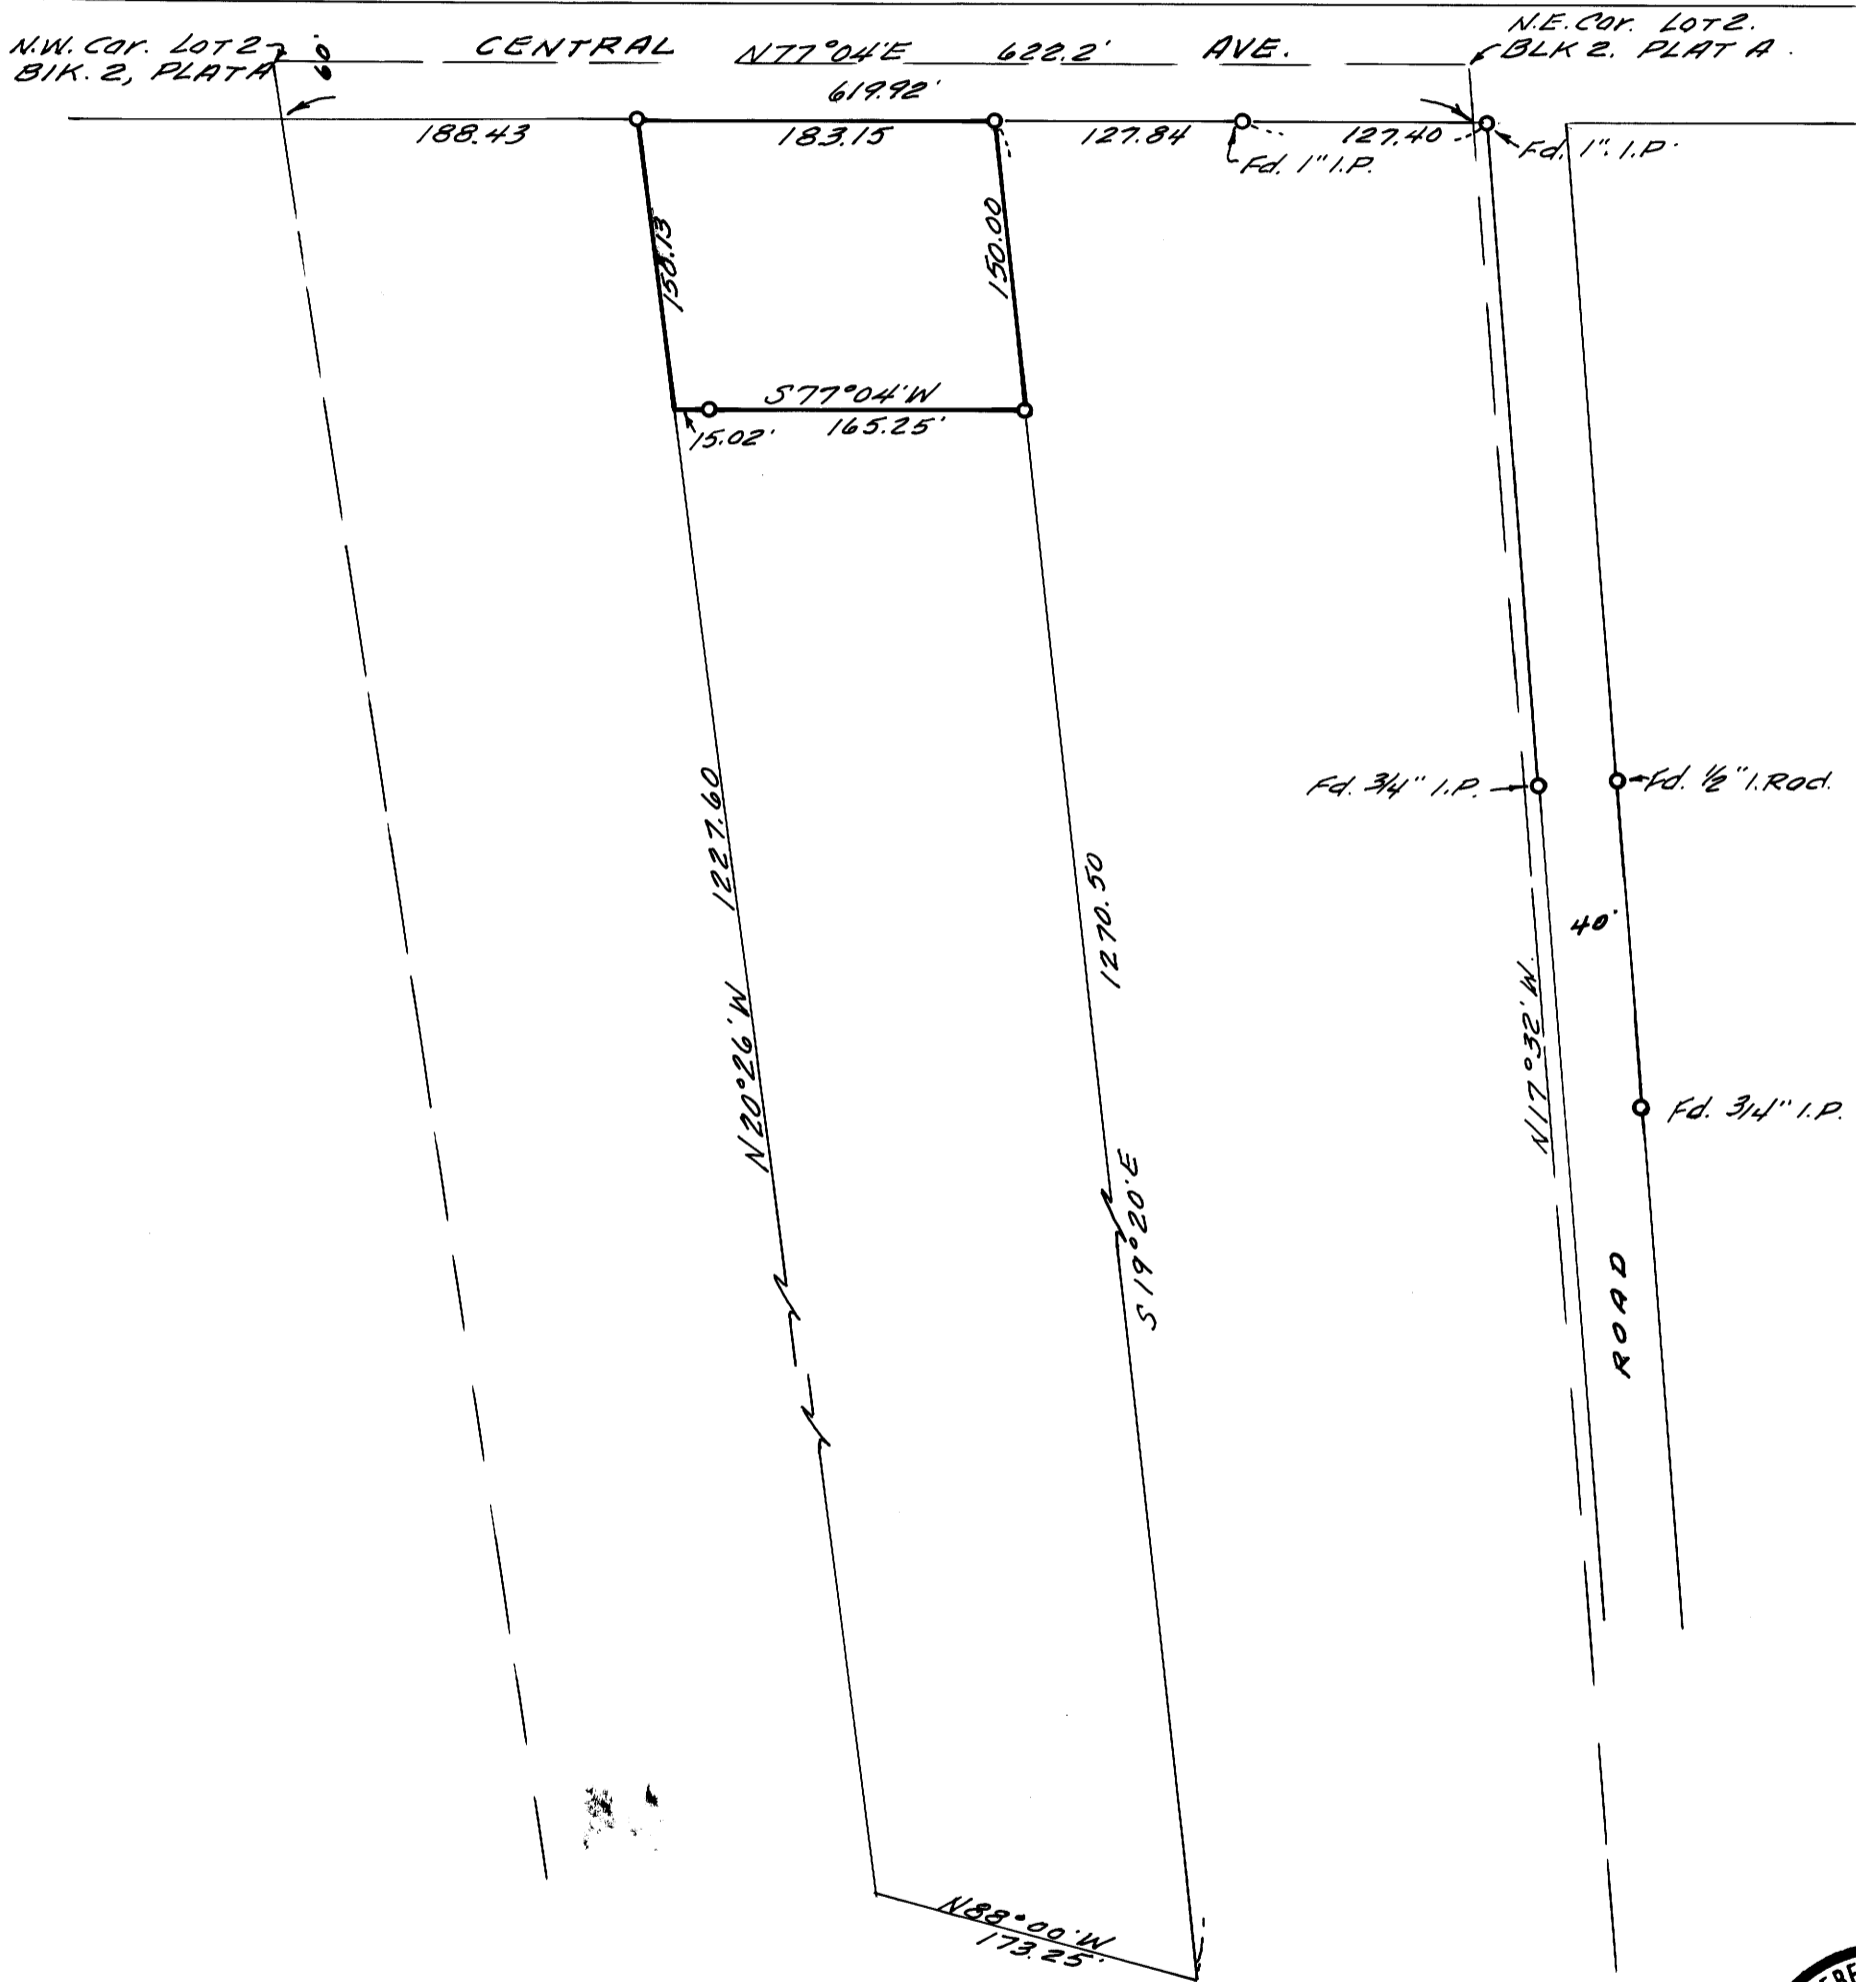 N.W. Cor. LOT 2
BlK. 2, PLAT A
60'
CENTRAL N77°04'E 622.2' AVE.
N.E. Cor. LOT 2.
BLK 2. PLAT A.
619.92'
188.43 183.15 127.84 127.40
Fd. 1" I.P.
Fd. 1" I.P.
150.13
150.00
S77°04'W
165.25'
15.02'
1227.60
N20°26'W
1270.50
S19°20'E
Fd. 3/4" I.P.
Fd. 1/2" I. Rod.
40'
N17°32'W.
Fd. 3/4" I.P.
ROAD
N88°00'W
173.25'